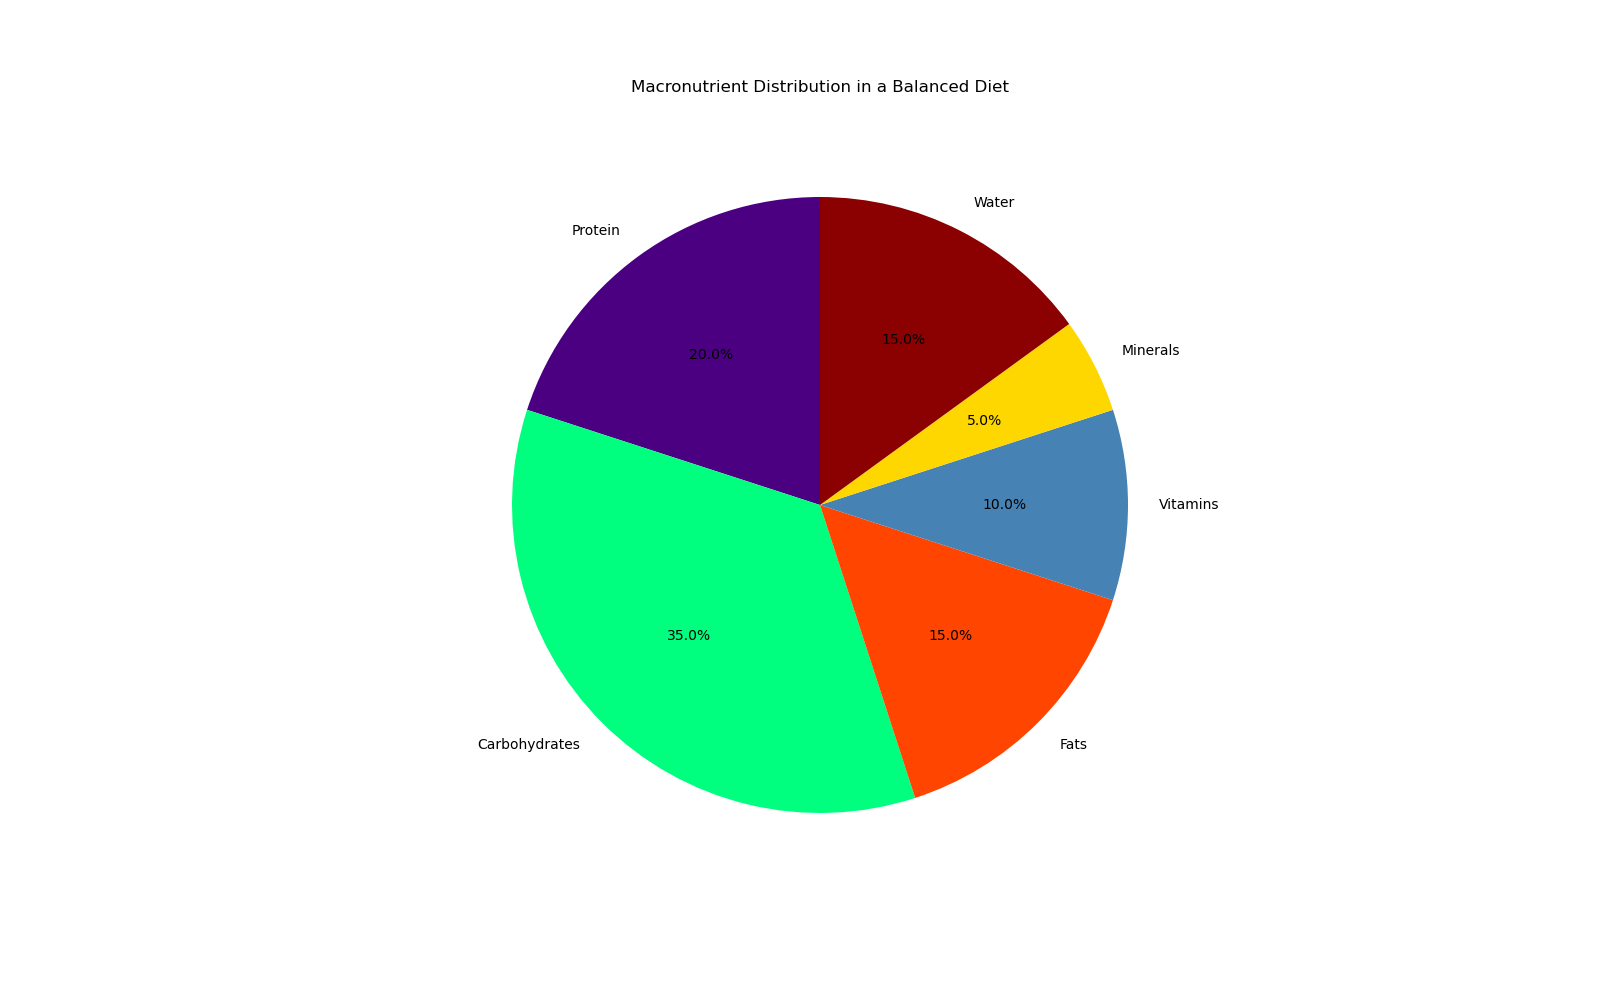 Macronutrient Distribution in a Balanced Diet
Water
Protein
15.0%
Minerals
20.0%
5.0%
10.0%
Vitamins
35.0%
15.0%
Carbohydrates
Fats